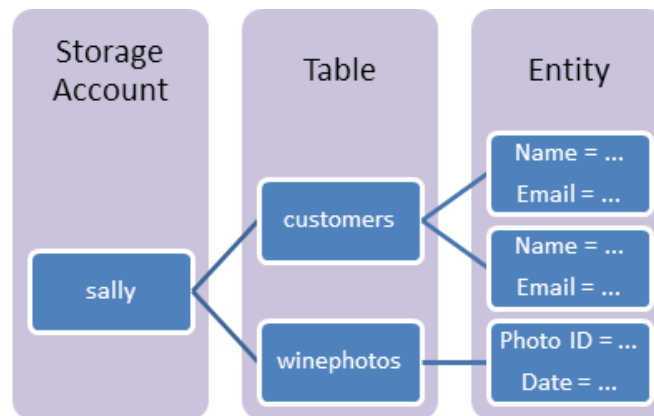 Storage
Account
Table
Entity
sally
customers
winephotos
Name = ...
Email = ...
Name = ...
Email = ...
Photo ID = ...
Date = ...